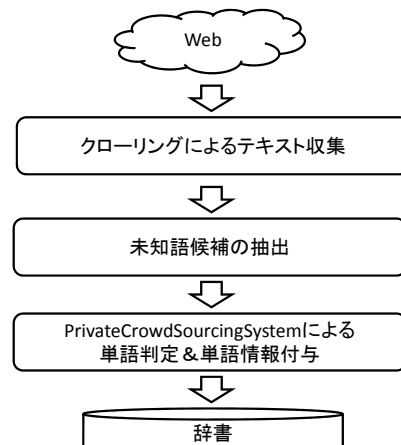 Web
クローリングによるテキスト収集
未知語候補の抽出
PrivateCrowdSourcingSystemによる
単語判定＆単語情報付与
辞書